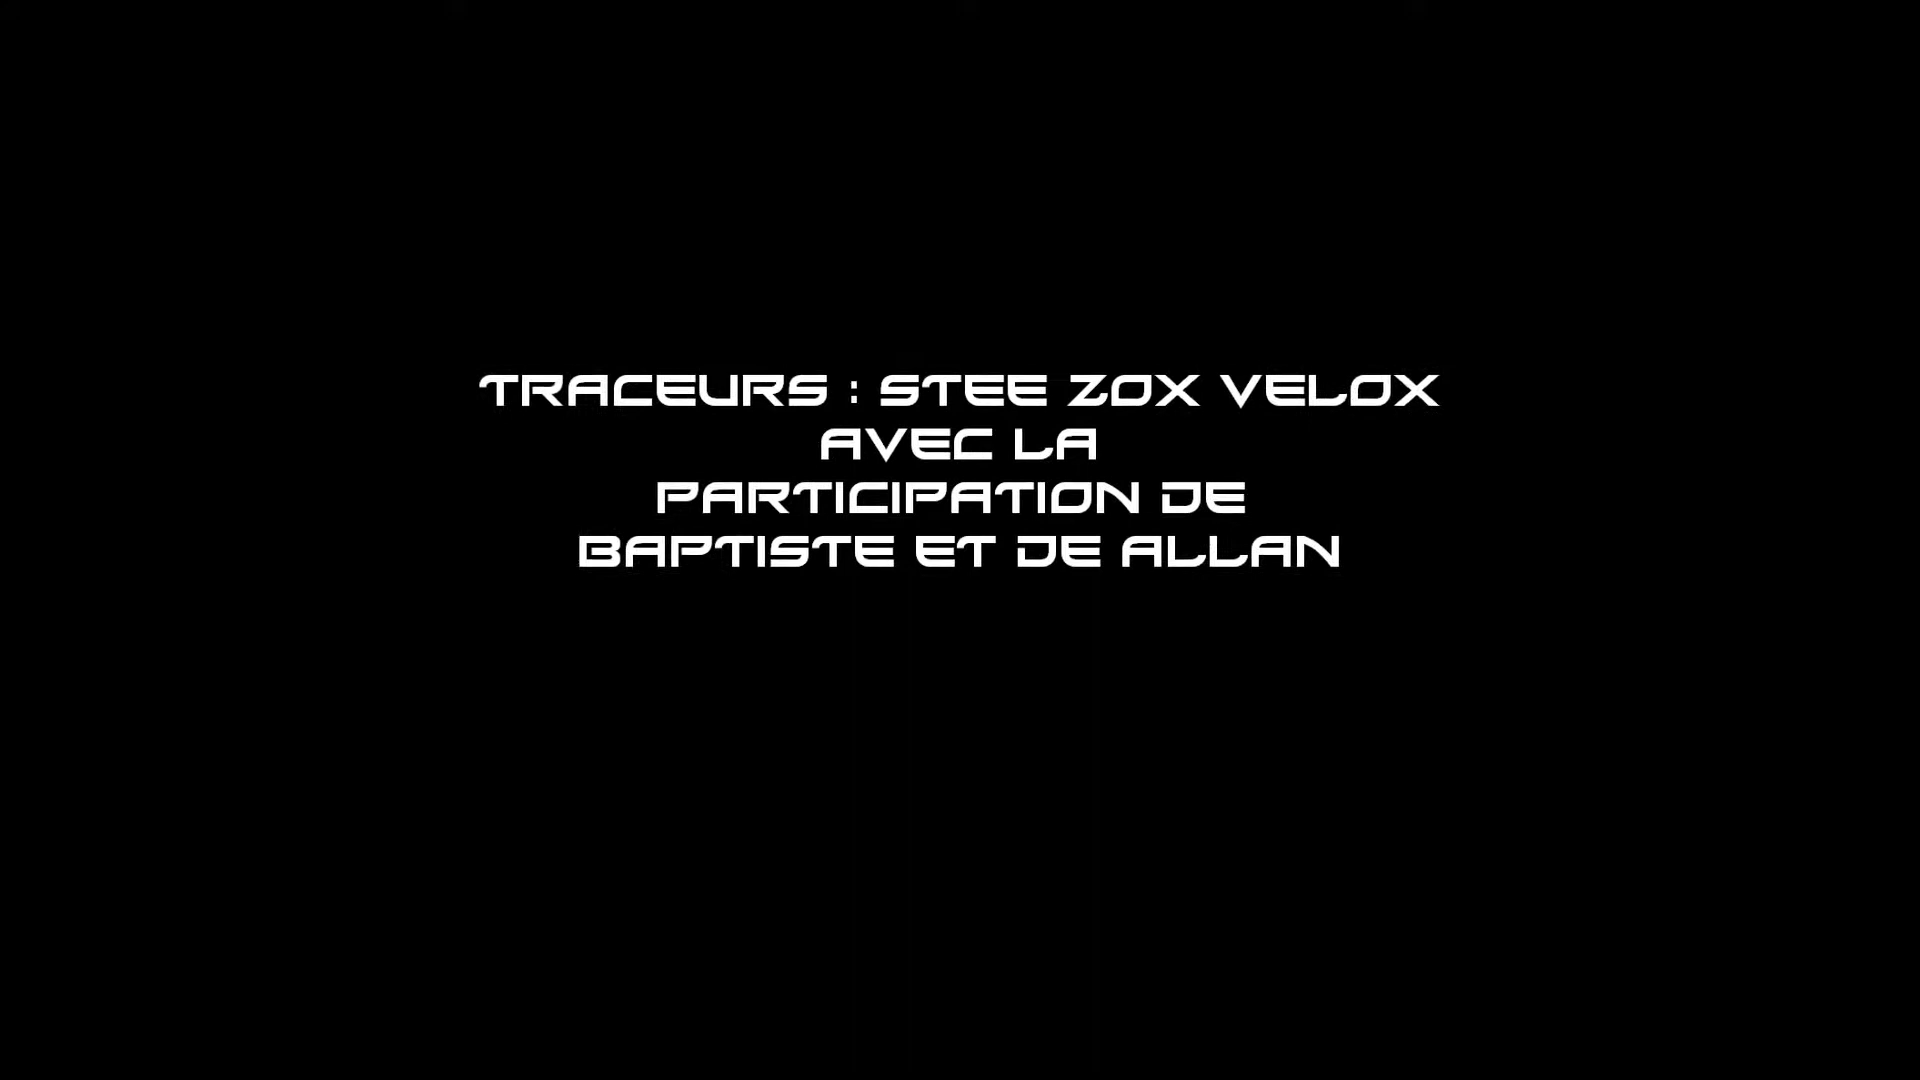 TRACEURS : STEE ZOX VELOX
AVEC LA
PARTICIPATION DE
BAPTISTE ET DE ALLAN